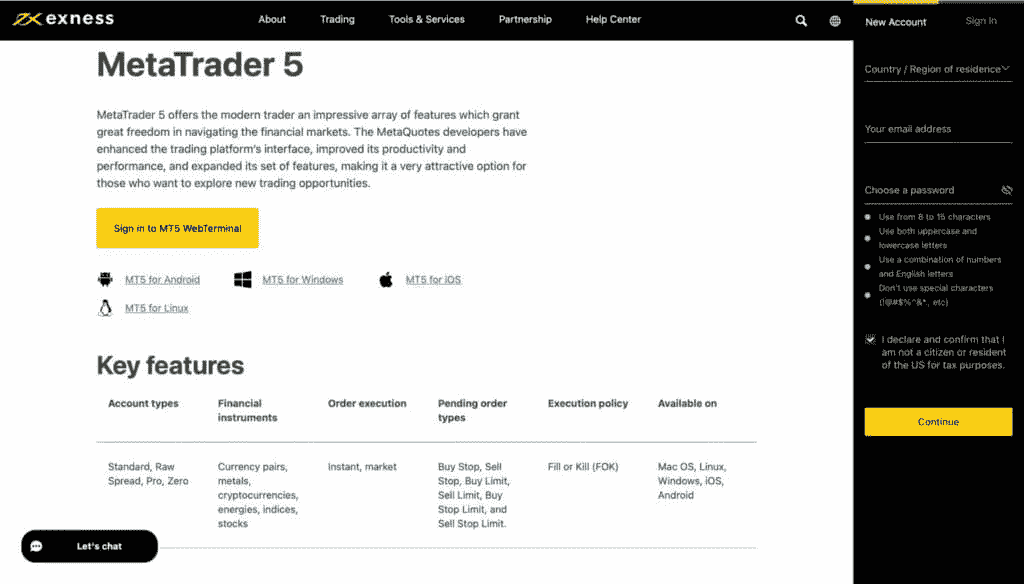 exness
About Trading Tools & Services Partnership Help Center
New Account Sign In
MetaTrader 5
MetaTrader 5 offers the modern trader an impressive array of features which grant
great freedom in navigating the financial markets. The MetaQuotes developers have
enhanced the trading platform's interface, improved its productivity and
performance, and expanded its set of features, making it a very attractive option for
those who want to explore new trading opportunities.
Sign in to MT5 WebTerminal
MT5 for Android MT5 for Windows MT5 for iOS
MT5 for Linux
Key features
Account types
Financial
instruments
Order execution
Pending order
types
Execution policy
Available on
Standard, Raw
Spread, Pro, Zero
Currency pairs,
metals,
cryptocurrencies,
energies, indices,
stocks
Instant, market
Buy Stop, Sell
Stop, Buy Limit,
Sell Limit, Buy
Stop Limit, and
Sell Stop Limit.
Fill or Kill (FOK)
Mac OS, Linux,
Windows, iOS,
Android
Let's chat
Country / Region of residence
Your email address
Choose a password
Use from 8 to 15 characters
Use both uppercase and
lowercase letters
Use a combination of numbers
and English letters
Don't use special characters
(!@#$%^&*, etc)
I declare and confirm that I
am not a citizen or resident
of the US for tax purposes.
Continue